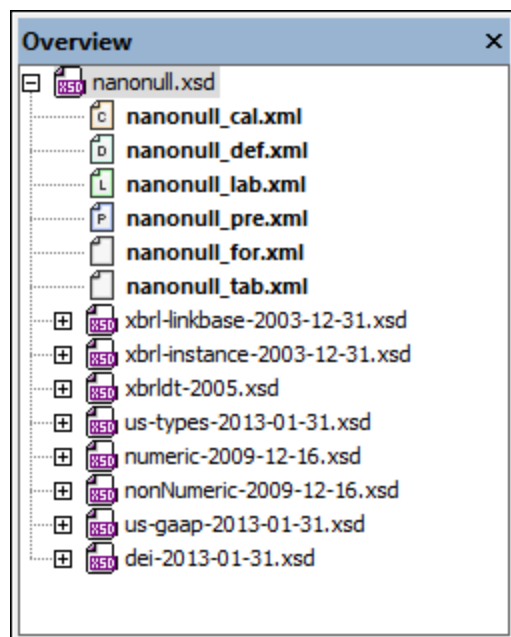 Overview
nanonull.xsd
nanonull_cal.xml
nanonull_def.xml
nanonull_lab.xml
nanonull_pre.xml
nanonull_for.xml
nanonull_tab.xml
xbrl-linkbase-2003-12-31.xsd
xbrl-instance-2003-12-31.xsd
xbrldt-2005.xsd
us-types-2013-01-31.xsd
numeric-2009-12-16.xsd
nonNumeric-2009-12-16.xsd
us-gaap-2013-01-31.xsd
dei-2013-01-31.xsd